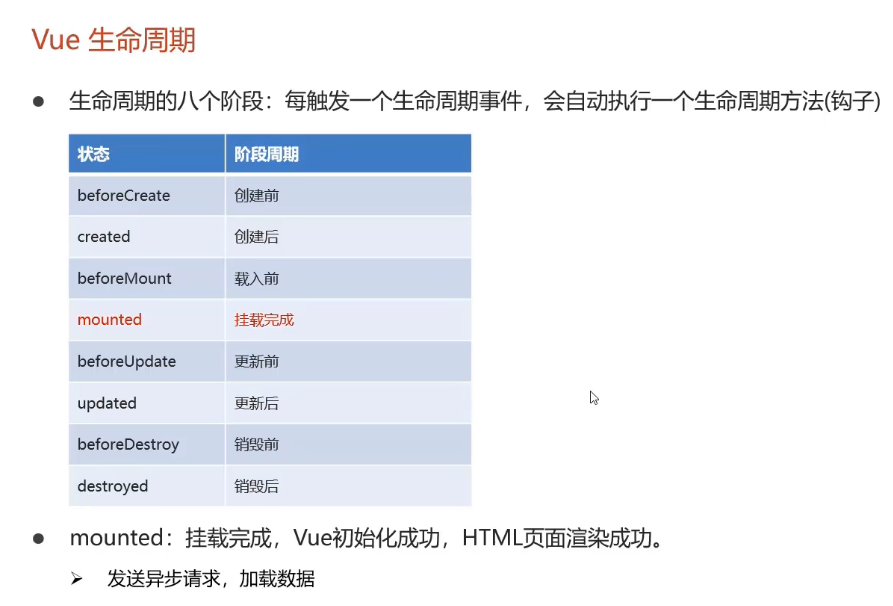 Vue 生命周期
● 生命周期的八个阶段：每触发一个生命周期事件，会自动执行一个生命周期方法(钩子)
状态 阶段周期
beforeCreate 创建前
created 创建后
beforeMount 载入前
mounted 挂载完成
beforeUpdate 更新前
updated 更新后
beforeDestroy 销毁前
destroyed 销毁后
● mounted：挂载完成，Vue初始化成功，HTML页面渲染成功。
➢ 发送异步请求，加载数据